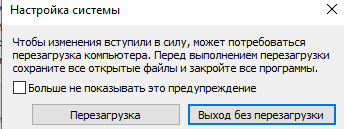 Настройка системы
Чтобы изменения вступили в силу, может потребоваться
перезагрузка компьютера. Перед выполнением перезагрузки
сохраните все открытые файлы и закройте все программы.
Больше не показывать это предупреждение
Перезагрузка Выход без перезагрузки